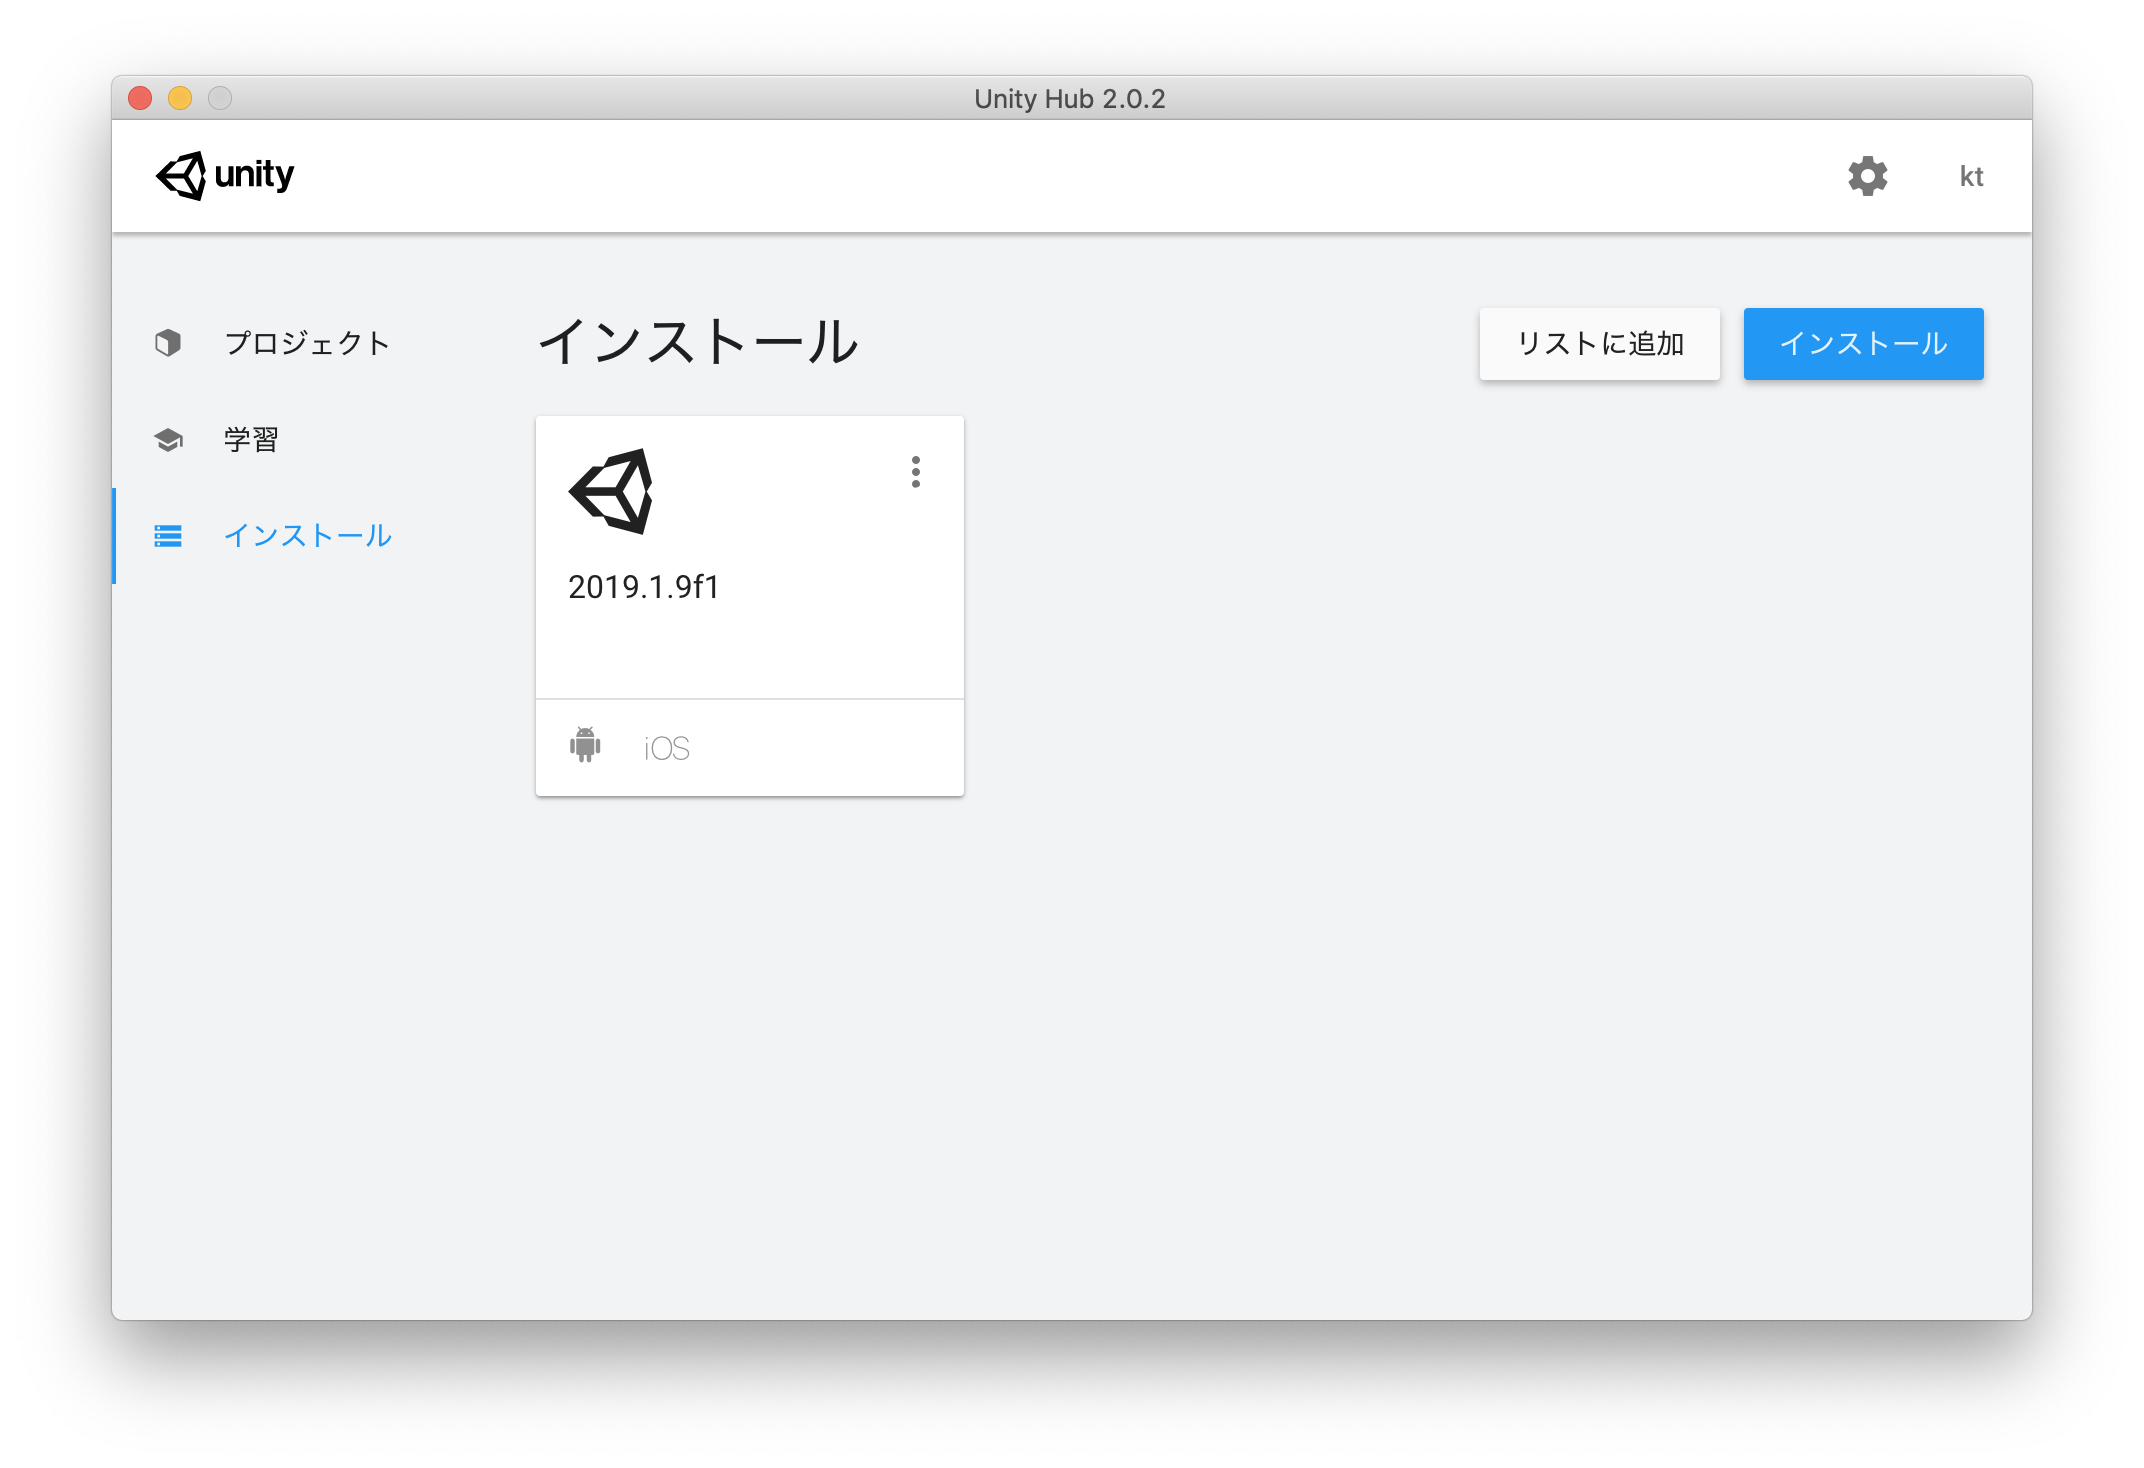 Unity Hub 2.0.2
unity
kt
プロジェクト
学習
インストール
インストール
リストに追加
インストール
2019.1.9f1
iOS